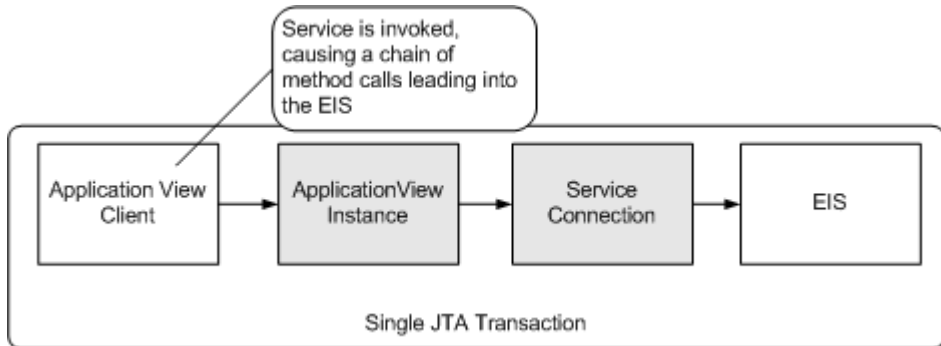 Service is invoked,
causing a chain of
method calls leading into
the EIS
Application View
Client
ApplicationView
Instance
Service
Connection
EIS
Single JTA Transaction